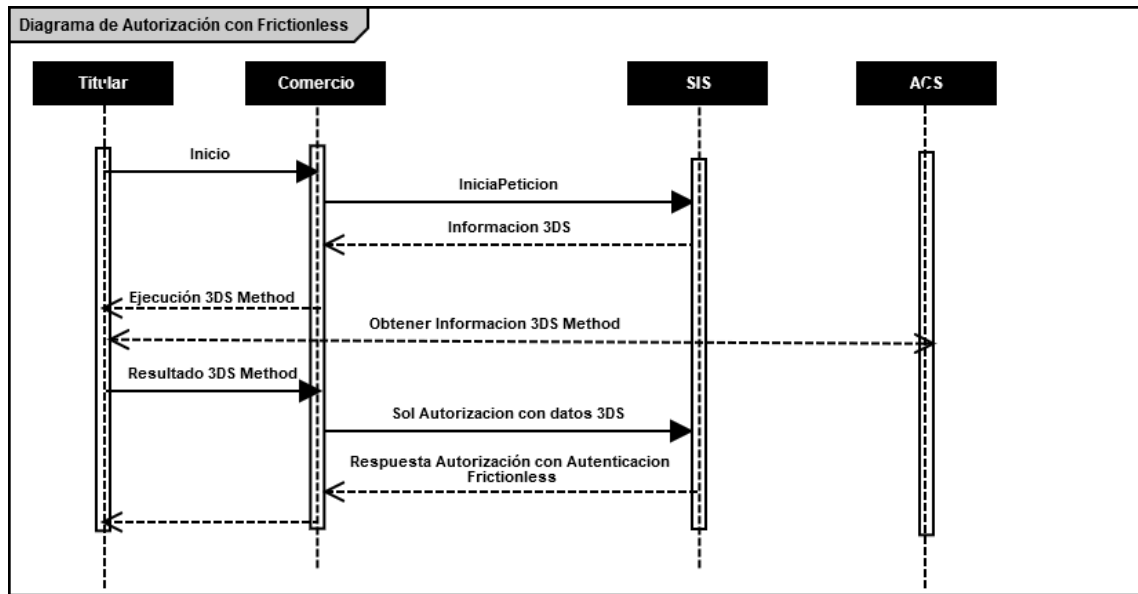 Diagrama de Autorización con Frictionless
Titular
Comercio
SIS
ACS
Inicio
IniciaPeticion
Informacion 3DS
Ejecución 3DS Method
Obtener Informacion 3DS Method
Resultado 3DS Method
Sol Autorizacion con datos 3DS
Respuesta Autorización con Autenticacion
Frictionless